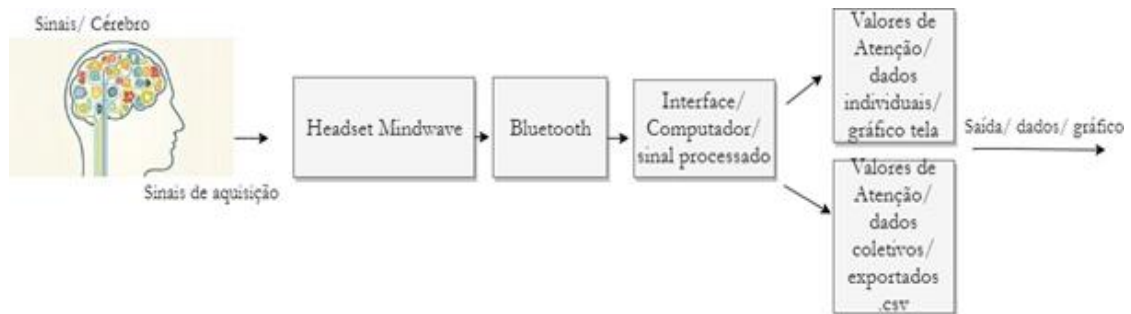 Sinais/ Cérebro
Sinais de aquisição
Headset Mindwave
Bluetooth
Interface/
Computador/
sinal processado
Valores de
Atenção/
dados
individuais/
gráfico tela
Valores de
Atenção/
dados
coletivos/
exportados
.csv
Saída/ dados/ gráfico